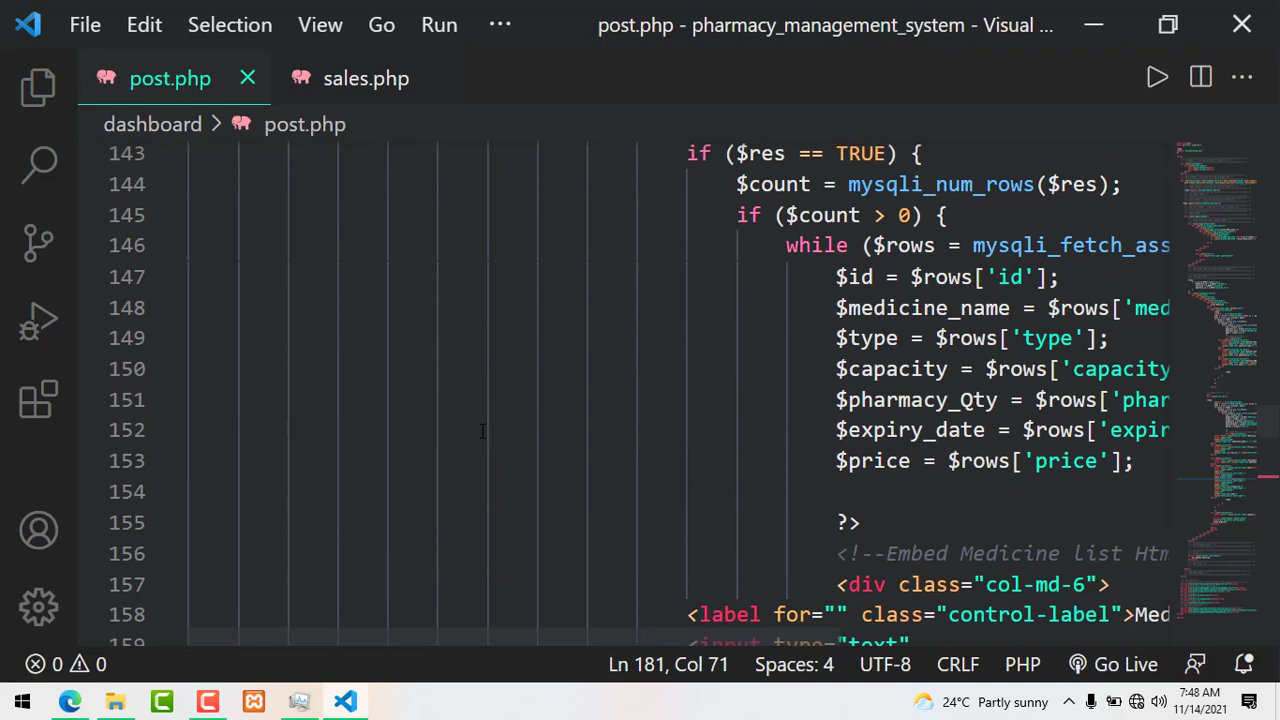 File Edit Selection View Go Run ··· post.php - pharmacy_management_system - Visual ...
post.php sales.php
dashboard > post.php
143 if ($res == TRUE) {
144 $count = mysqli_num_rows($res);
145 if ($count > 0) {
146 while ($rows = mysqli_fetch_ass
147 $id = $rows['id'];
148 $medicine_name = $rows['med
149 $type = $rows['type'];
150 $capacity = $rows['capacity
151 $pharmacy_Qty = $rows['phar
152 $expiry_date = $rows['expir
153 $price = $rows['price'];
154
155 ?>
156 <!--Embed Medicine list Htm
157 <div class="col-md-6">
158 <label for="" class="control-label">Med
159 <input type="text"
0 0 Ln 181, Col 71 Spaces: 4 UTF-8 CRLF PHP Go Live
24°C Partly sunny 7:48 AM
11/14/2021